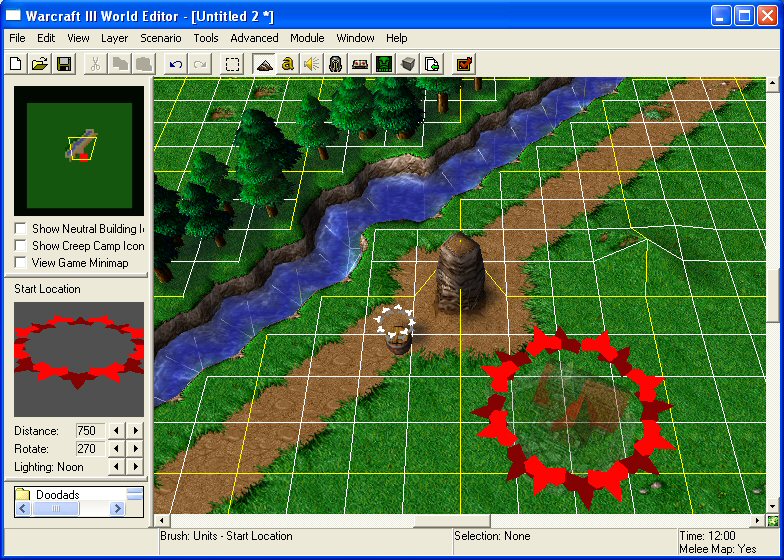 Warcraft III World Editor - [Untitled 2 *]
File Edit View Layer Scenario Tools Advanced Module Window Help
Show Neutral Building
Show Creep Camp Icon
View Game Minimap
Start Location
Distance: 750
Rotate: 270
Lighting: Noon
Doodads
Brush: Units - Start Location Selection: None Time: 12:00
Melee Map: Yes